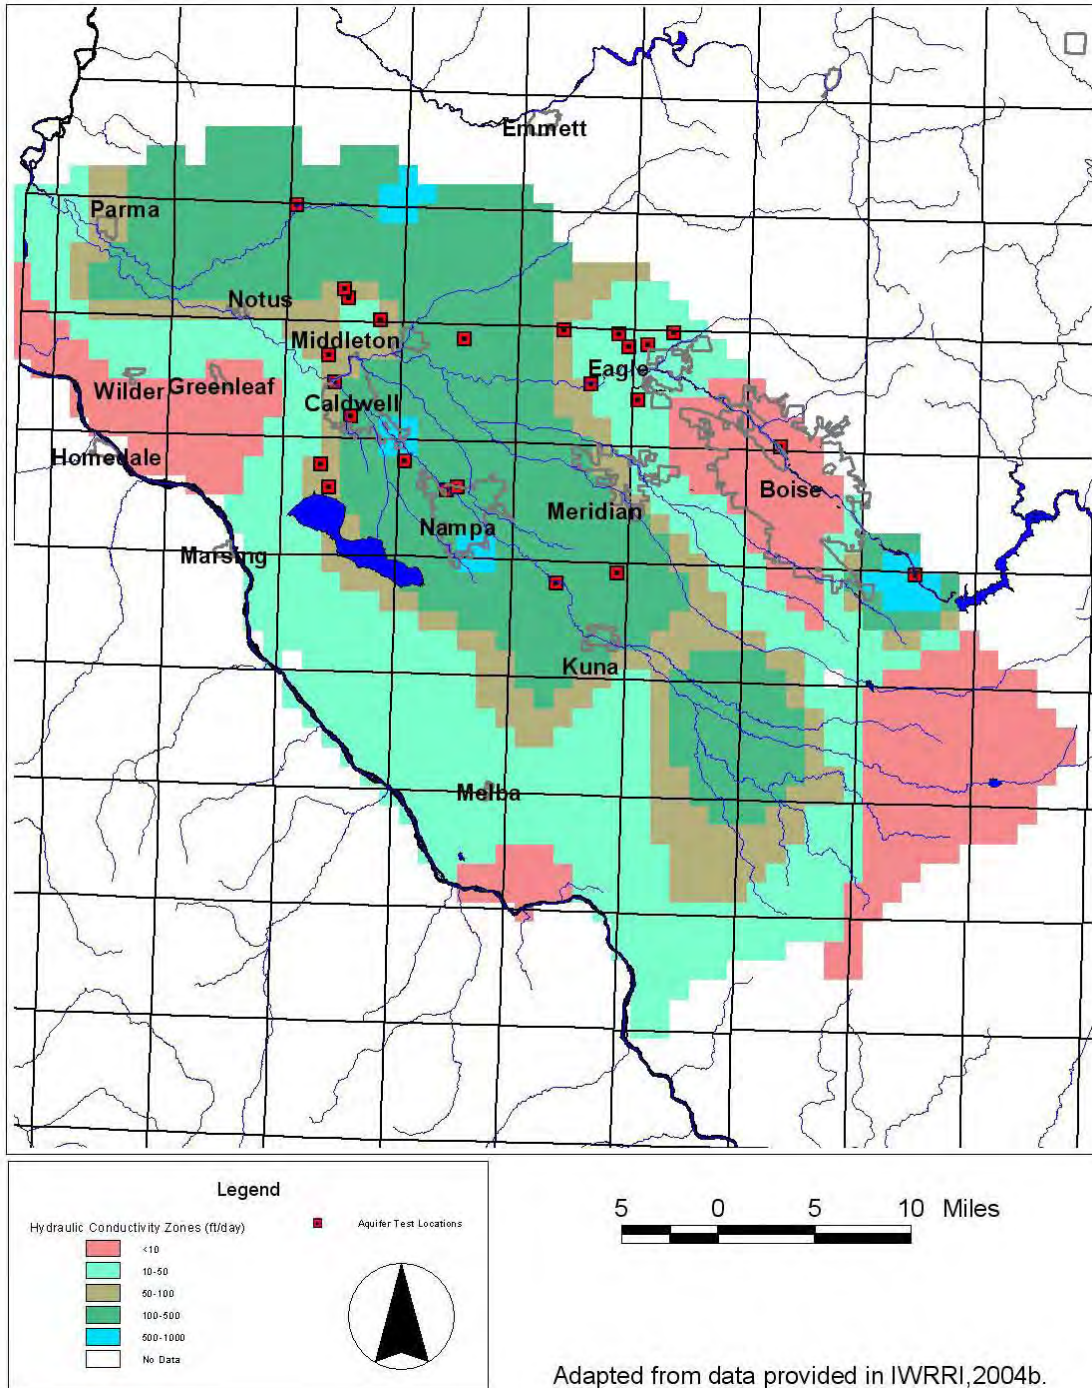 Emmett
Parma
Notus
Middleton
Eagle
Wilder
Greenleaf
Caldwell
Homedale
Boise
Meridian
Nampa
Marsing
Kuna
Melba
Legend
Hydraulic Conductivity Zones (ft/day)
Aquifer Test Locations
<10
10-50
50-100
100-500
500-1000
No Data
5 0 5 10 Miles
Adapted from data provided in IWRRI,2004b.